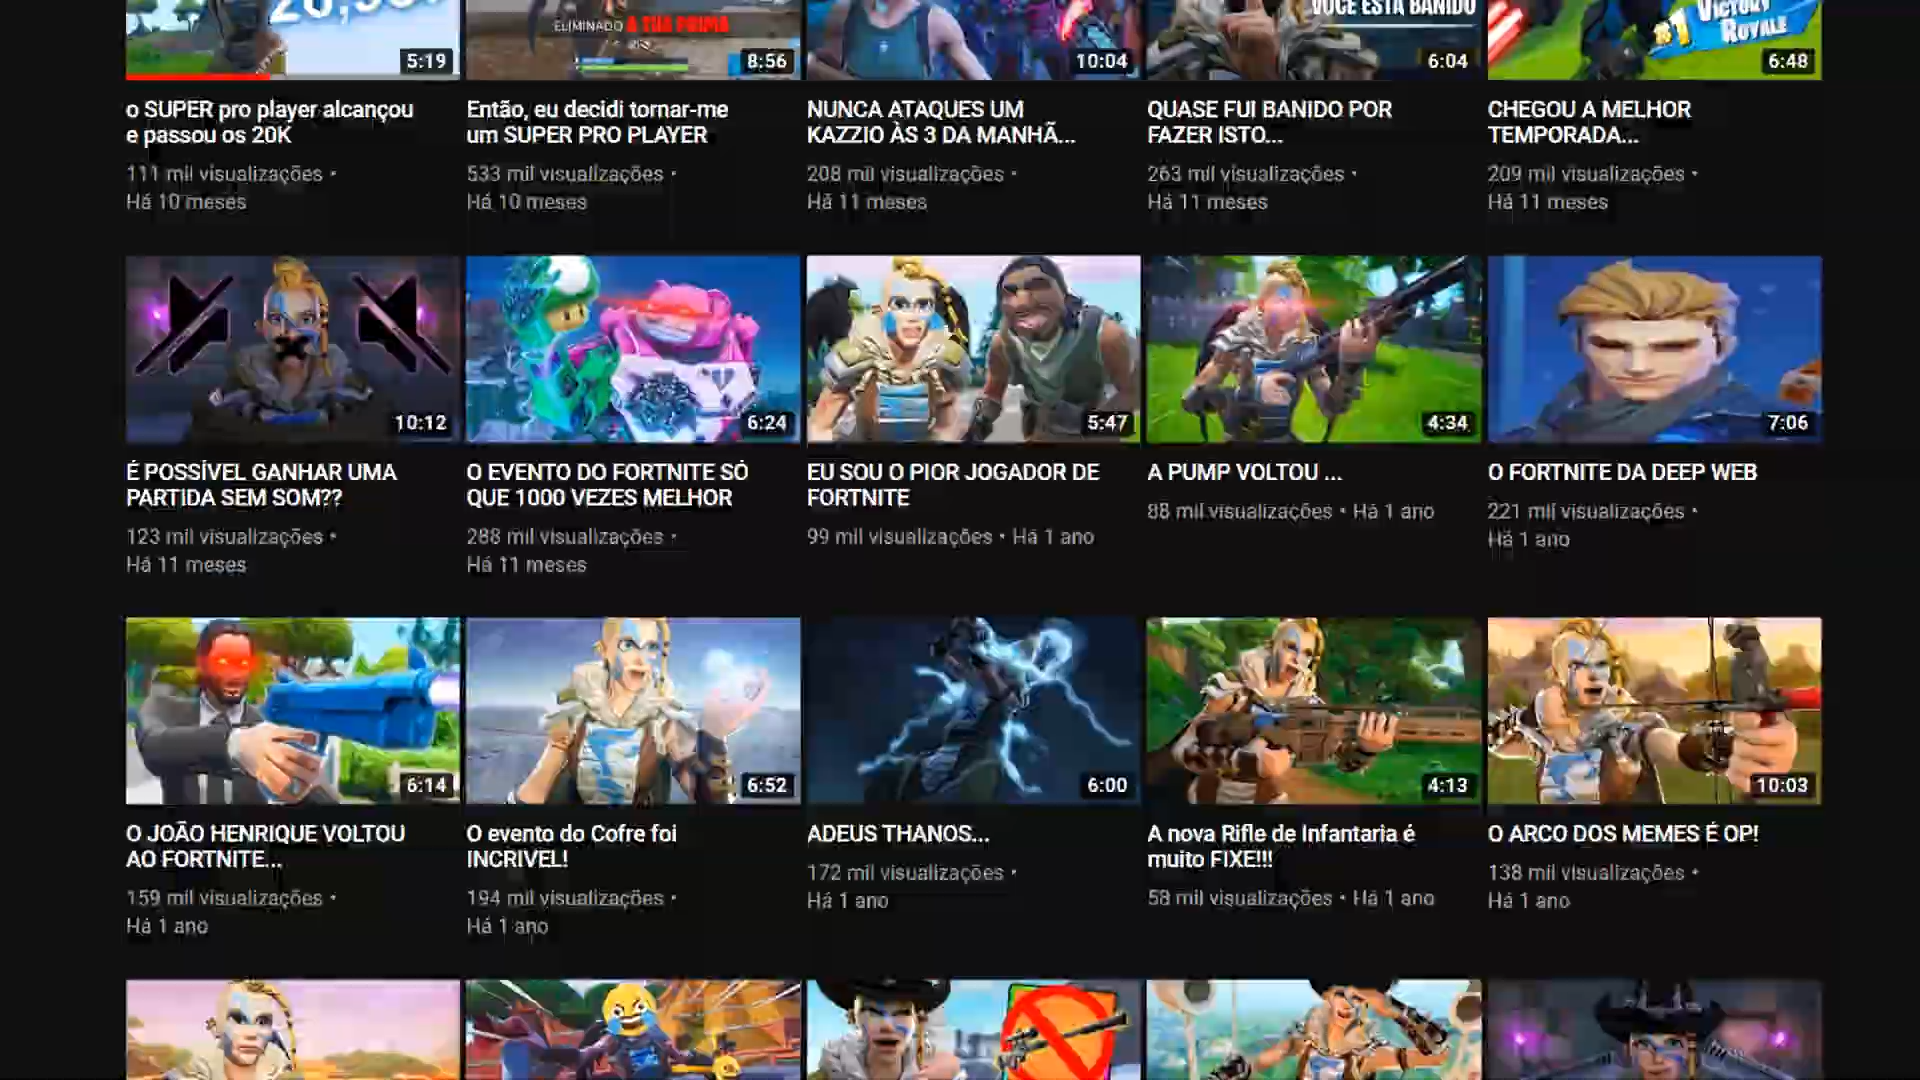 ELIMINADO A TUA PRIMA
VOCÊ ESTÁ BANIDO
#1 VICTORY
ROYALE
5:19
8:56
10:04
6:04
6:48
o SUPER pro player alcançou
e passou os 20K
111 mil visualizações •
Há 10 meses
Então, eu decidi tornar-me
um SUPER PRO PLAYER
533 mil visualizações •
Há 10 meses
NUNCA ATAQUES UM
KAZZIO ÀS 3 DA MANHÃ...
208 mil visualizações •
Há 11 meses
QUASE FUI BANIDO POR
FAZER ISTO...
263 mil visualizações •
Há 11 meses
CHEGOU A MELHOR
TEMPORADA...
209 mil visualizações •
Há 11 meses
10:12
6:24
5:47
4:34
7:06
É POSSÍVEL GANHAR UMA
PARTIDA SEM SOM??
123 mil visualizações •
Há 11 meses
O EVENTO DO FORTNITE SÓ
QUE 1000 VEZES MELHOR
288 mil visualizações •
Há 11 meses
EU SOU O PIOR JOGADOR DE
FORTNITE
99 mil visualizações • Há 1 ano
A PUMP VOLTOU ...
88 mil visualizações • Há 1 ano
O FORTNITE DA DEEP WEB
221 mil visualizações •
Há 1 ano
6:14
6:52
6:00
4:13
10:03
O JOÃO HENRIQUE VOLTOU
AO FORTNITE...
159 mil visualizações •
Há 1 ano
O evento do Cofre foi
INCRIVEL!
194 mil visualizações •
Há 1 ano
ADEUS THANOS...
172 mil visualizações •
Há 1 ano
A nova Rifle de Infantaria é
muito FIXE!!!
58 mil visualizações • Há 1 ano
O ARCO DOS MEMES É OP!
138 mil visualizações •
Há 1 ano